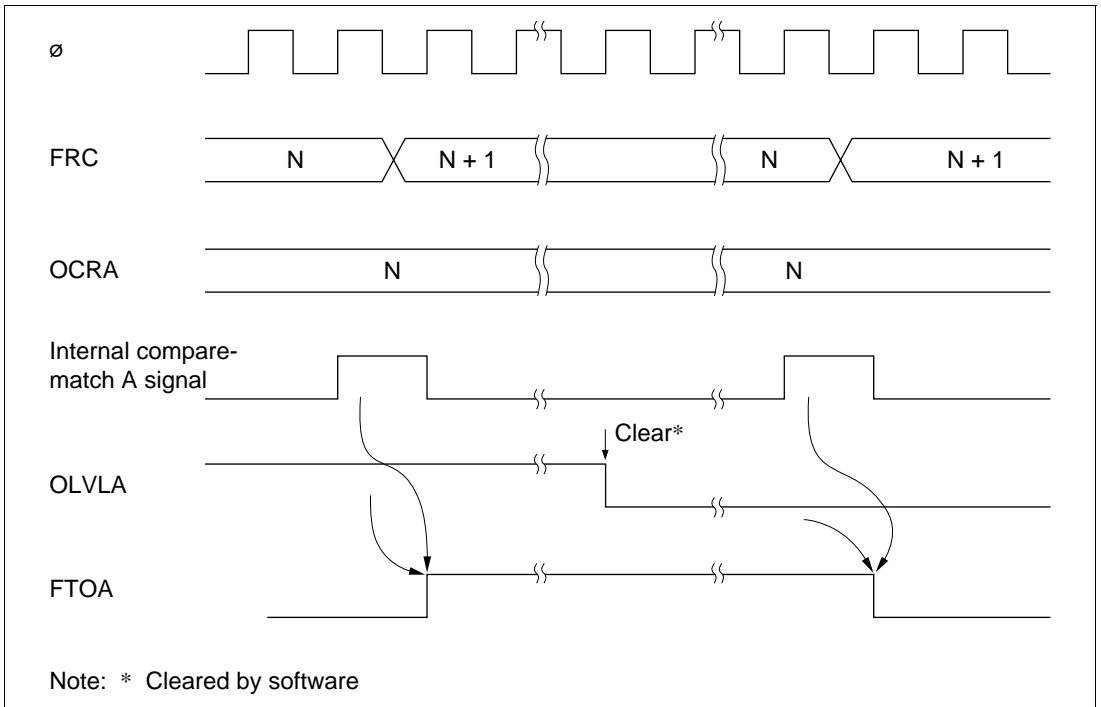 ø
FRC
N
N + 1
N
N + 1
OCRA
N
N
Internal compare-
match A signal
Clear*
OLVLA
FTOA
Note: * Cleared by software